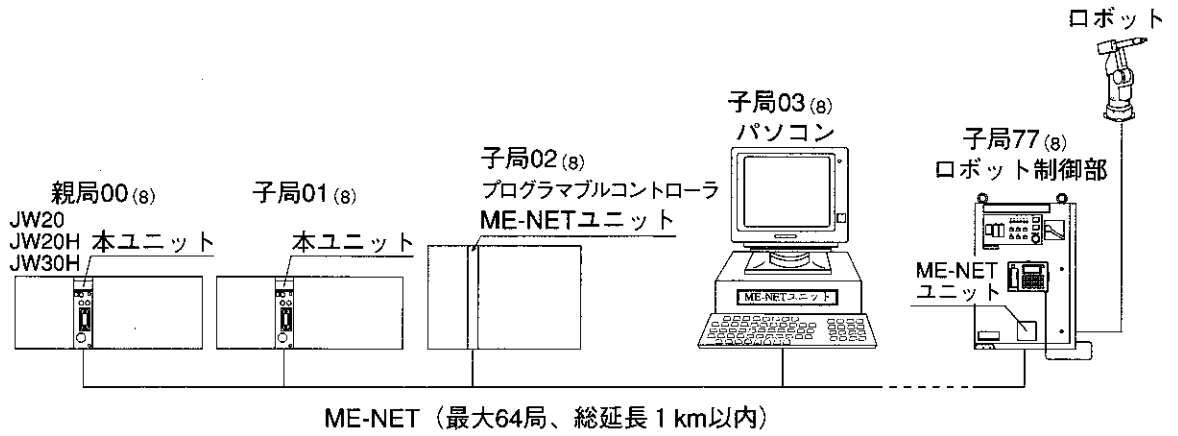 ロボット
子局03(8)
パソコン
子局77(8)
ロボット制御部
子局02(8)
プログラマブルコントローラ
ME-NETユニット
親局00(8)
子局01(8)
JW20
JW20H
JW30H
本ユニット
本ユニット
ME-NETユニット
ME-NET
ユニット
ME-NET（最大64局、総延長1km以内）